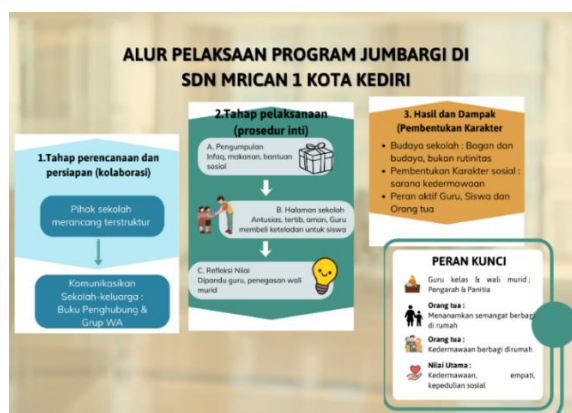 ALUR PELAKSAAN PROGRAM JUMBARGI DI
SDN MRICAN 1 KOTA KEDIRI
1.Tahap perencanaan dan
persiapan (kolaborasi)
Pihak sekolah
merancang terstruktur
Komunikasikan
Sekolah-keluarga :
Buku Penghubung &
Grup WA
2.Tahap pelaksanaan
(prosedur inti)
A. Pengumpulan
Infaq, makanan, bantuan
sosial
B. Halaman sekolah
Antusias, tertib, aman, Guru
membeli keteladan untuk siswa
C. Refleksi Nilai
Dipandu guru, penegasan wali
murid
3. Hasil dan Dampak
(Pembentukan Karakter
Budaya sekolah : Bagan dan
budaya, bukan rutinitas
Pembentukan Karakter sosial :
sarana kedermawaan
Peran aktif Guru, Siswa dan
Orang tua
PERAN KUNCI
Guru kelas & wali murid ;
Pengarah & Panitia
Orang tua :
Menanamkan semangat berbagi
di rumah
Orang tua :
Kedermawaan berbagi dirumah
Nilai Utama :
Kedermawaan, empati,
kepedulian sosial